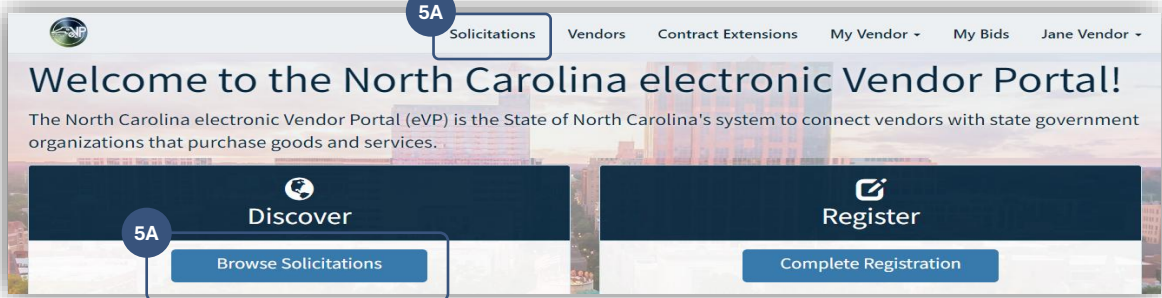 5A
eVP
Solicitations Vendors Contract Extensions My Vendor My Bids Jane Vendor
Welcome to the North Carolina electronic Vendor Portal!
The North Carolina electronic Vendor Portal (eVP) is the State of North Carolina's system to connect vendors with state government
organizations that purchase goods and services.
Discover
Register
5A
Browse Solicitations
Complete Registration